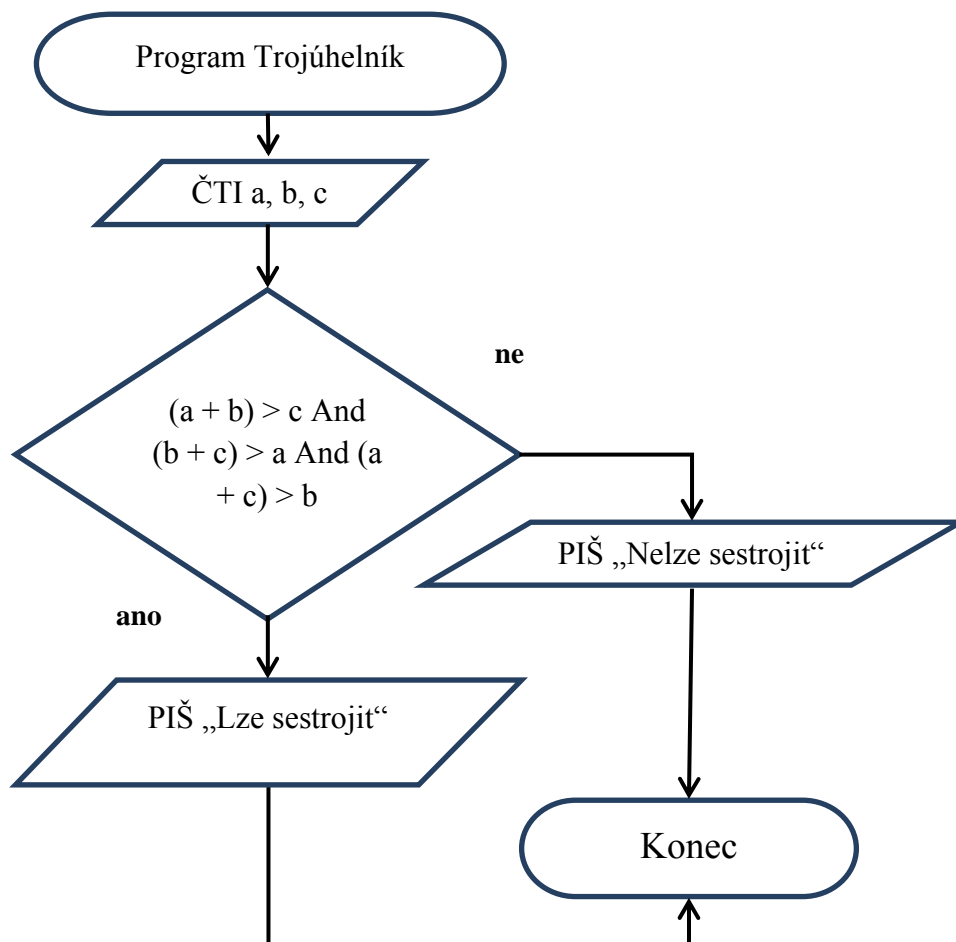 Program Trojúhelník
ČTI a, b, c
ne
(a + b) > c And
(b + c) > a And (a
+ c) > b
PIŠ „Nelze sestrojit“
ano
PIŠ „Lze sestrojit“
Konec